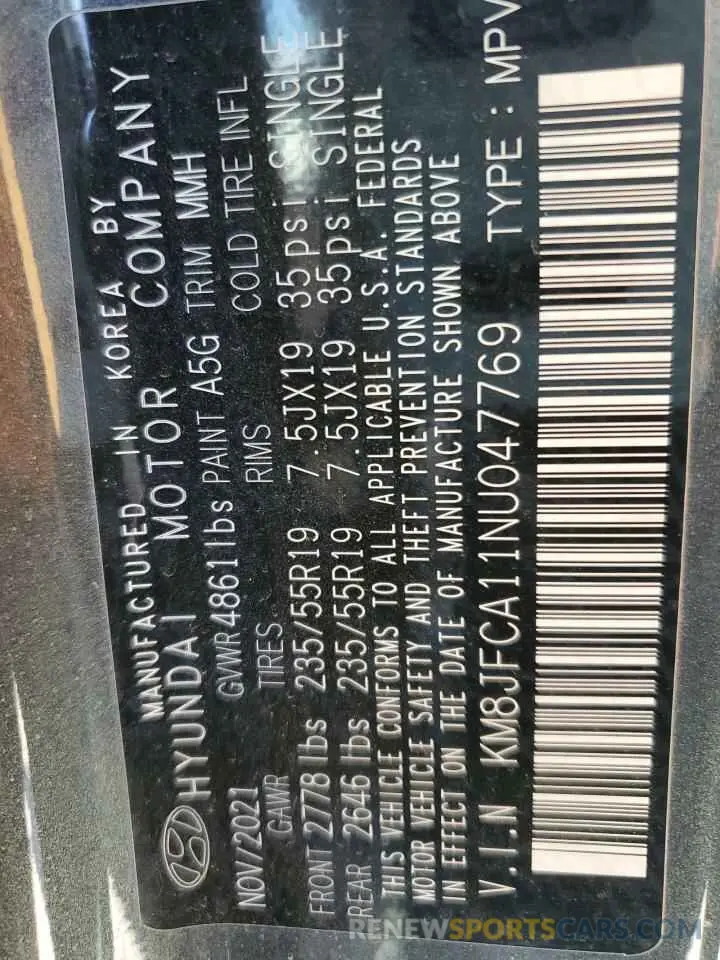 MANUFACTURED IN KOREA BY
HYUNDAI MOTOR COMPANY
NOV/2021 GVWR 4861lbs PAINT A5G TRIM MMH
GAWR TIRES RIMS COLD TIRE INFL
FRONT 2778 lbs 235/55R19 7.5JX19 35psi SINGLE
REAR 2646 lbs 235/55R19 7.5JX19 35psi SINGLE
THIS VEHICLE CONFORMS TO ALL APPLICABLE U.S.A. FEDERAL
MOTOR VEHICLE SAFETY AND THEFT PREVENTION STANDARDS
IN EFFECT ON THE DATE OF MANUFACTURE SHOWN ABOVE
V.I.N KM8JFCA11NU047769 TYPE : MPV
RENEWSPORTSCARS.COM